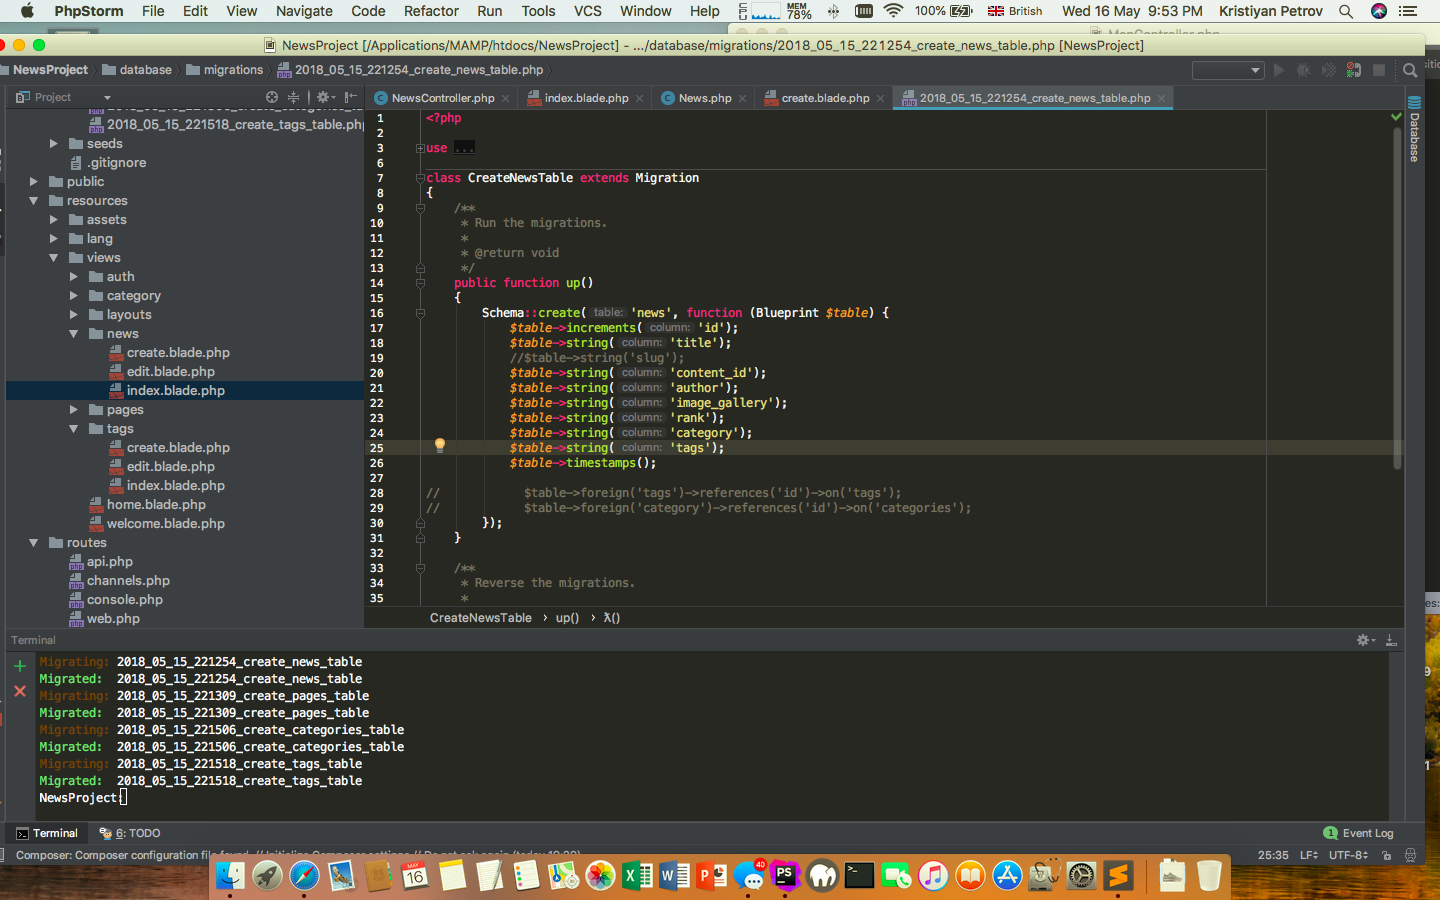 PhpStorm File Edit View Navigate Code Refactor Run Tools VCS Window Help MEM 78% 100% British Wed 16 May 9:53 PM Kristiyan Petrov
NewsProject [/Applications/MAMP/htdocs/NewsProject] - .../database/migrations/2018_05_15_221254_create_news_table.php [NewsProject]
NewsProject database migrations 2018_05_15_221254_create_news_table.php
Project
NewsController.php index.blade.php News.php create.blade.php 2018_05_15_221254_create_news_table.php
2018_05_15_221518_create_tags_table.php
seeds
.gitignore
public
resources
assets
lang
views
auth
category
layouts
news
create.blade.php
edit.blade.php
index.blade.php
pages
tags
create.blade.php
edit.blade.php
index.blade.php
home.blade.php
welcome.blade.php
routes
api.php
channels.php
console.php
web.php
1 <?php
2
3 use ...
6
7 class CreateNewsTable extends Migration
8 {
9 /**
10 * Run the migrations.
11 *
12 * @return void
13 */
14 public function up()
15 {
16 Schema::create( table: 'news', function (Blueprint $table) {
17 $table->increments( column: 'id');
18 $table->string( column: 'title');
19 //$table->string('slug');
20 $table->string( column: 'content_id');
21 $table->string( column: 'author');
22 $table->string( column: 'image_gallery');
23 $table->string( column: 'rank');
24 $table->string( column: 'category');
25 $table->string( column: 'tags');
26 $table->timestamps();
27
28 // $table->foreign('tags')->references('id')->on('tags');
29 // $table->foreign('category')->references('id')->on('categories');
30 });
31 }
32
33 /**
34 * Reverse the migrations.
35 *
CreateNewsTable › up() › λ()
Database
Terminal
Migrating: 2018_05_15_221254_create_news_table
Migrated: 2018_05_15_221254_create_news_table
Migrating: 2018_05_15_221309_create_pages_table
Migrated: 2018_05_15_221309_create_pages_table
Migrating: 2018_05_15_221506_create_categories_table
Migrated: 2018_05_15_221506_create_categories_table
Migrating: 2018_05_15_221518_create_tags_table
Migrated: 2018_05_15_221518_create_tags_table
NewsProject:
Terminal 6: TODO 1 Event Log
Composer: Composer configuration file found. 25:35 LF UTF-8
MAY 16 40 PS